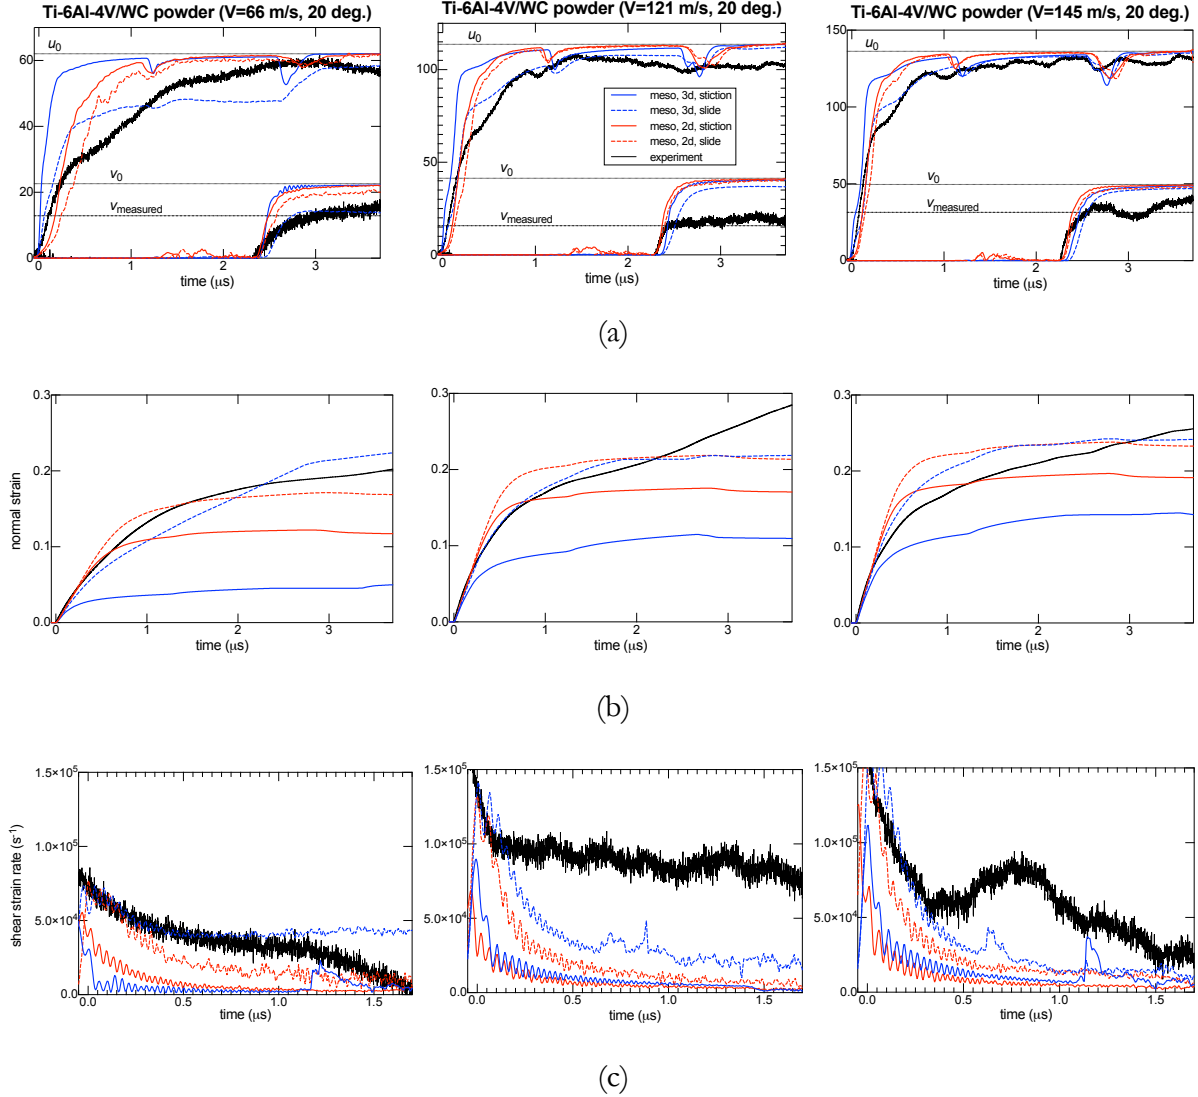 Ti-6Al-4V/WC powder (V=66 m/s, 20 deg.)
Ti-6Al-4V/WC powder (V=121 m/s, 20 deg.)
Ti-6Al-4V/WC powder (V=145 m/s, 20 deg.)
60
40
20
0
u0
v0
vmeasured
0
1
2
3
time (μs)
100
50
0
u0
meso, 3d, stiction
meso, 3d, slide
meso, 2d, stiction
meso, 2d, slide
experiment
v0
vmeasured
0
1
2
3
time (μs)
150
100
50
0
u0
v0
vmeasured
0
1
2
3
time (μs)
(a)
normal strain
0.3
0.2
0.1
0.0
0
1
2
3
time (μs)
0.3
0.2
0.1
0.0
0
1
2
3
time (μs)
0.3
0.2
0.1
0.0
0
1
2
3
time (μs)
(b)
shear strain rate (s⁻¹)
1.5×10⁵
1.0×10⁵
5.0×10⁴
0.0
0.0
0.5
1.0
1.5
time (μs)
1.5×10⁵
1.0×10⁵
5.0×10⁴
0.0
0.0
0.5
1.0
1.5
time (μs)
1.5×10⁵
1.0×10⁵
5.0×10⁴
0.0
0.0
0.5
1.0
1.5
time (μs)
(c)